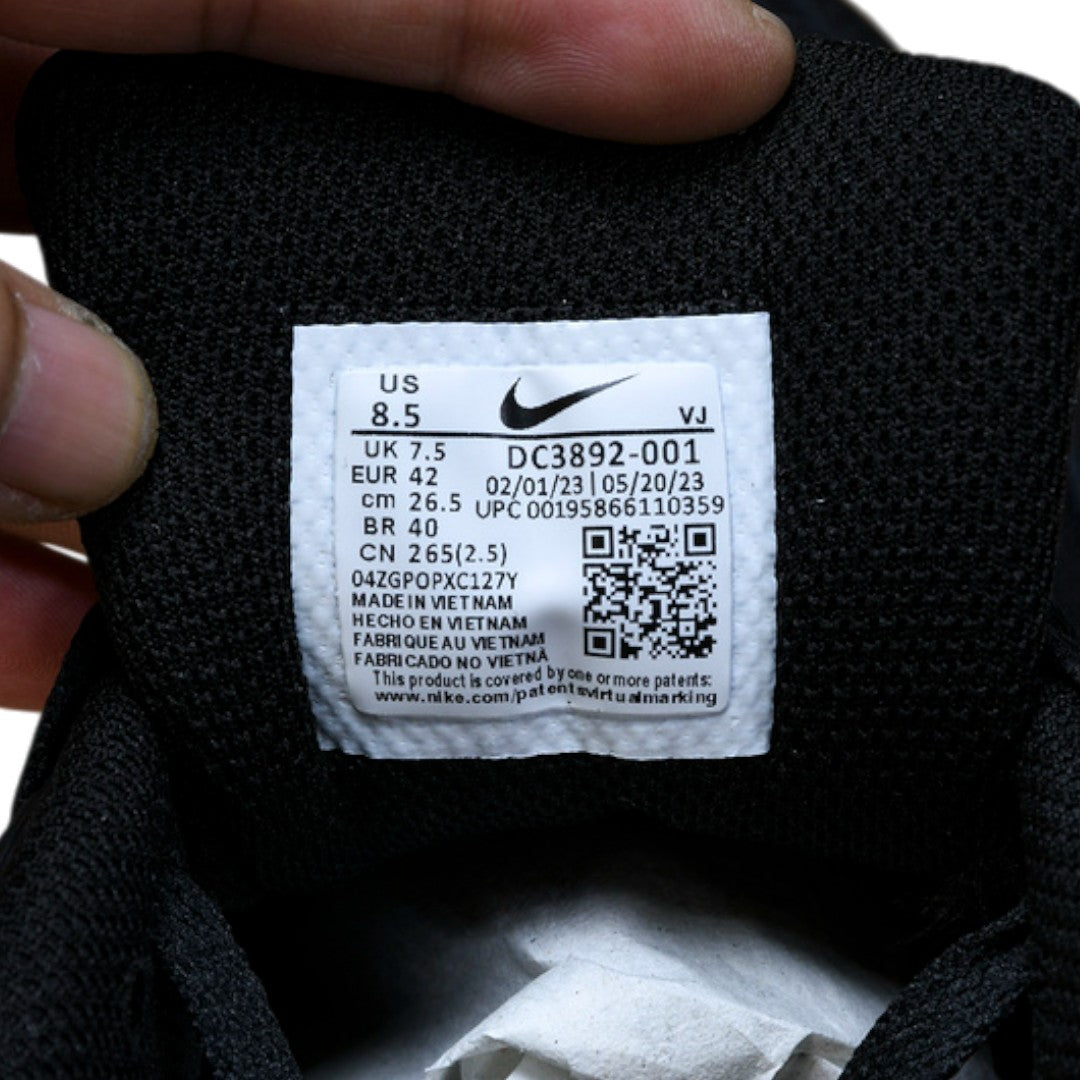 US
8.5
VJ
UK 7.5
DC3892-001
EUR 42
02/01/23 | 05/20/23
cm 26.5
UPC 00195866110359
BR 40
CN 265(2.5)
04ZGPOPXC127Y
MADE IN VIETNAM
HECHO EN VIETNAM
FABRIQUE AU VIETNAM
FABRICADO NO VIETNÃ
This product is covered by one or more patents:
www.nike.com/patentsvirtualmarking